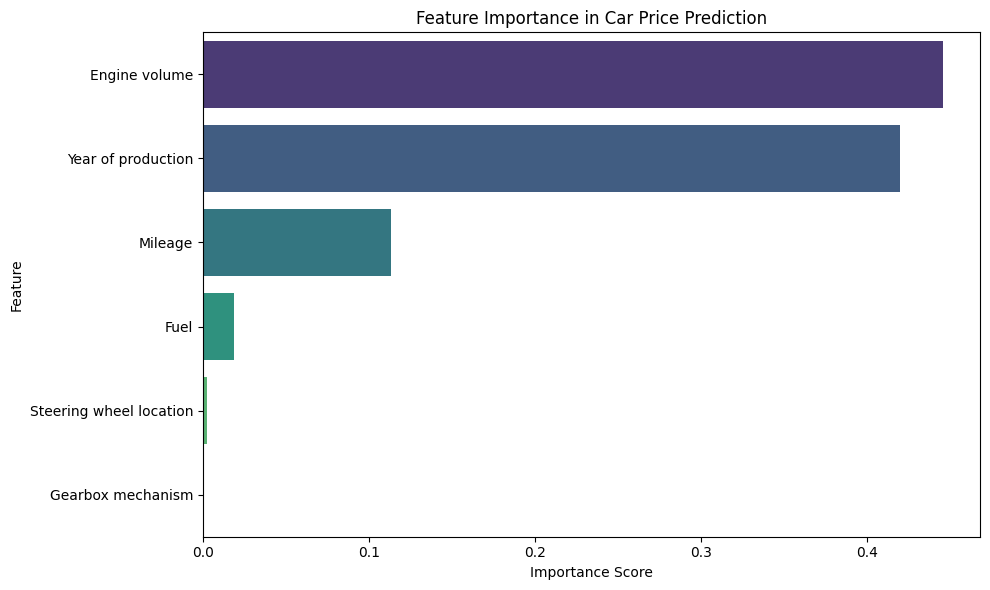 Feature Importance in Car Price Prediction
Engine volume
Year of production
Mileage
Fuel
Steering wheel location
Gearbox mechanism
Feature
0.0 0.1 0.2 0.3 0.4
Importance Score